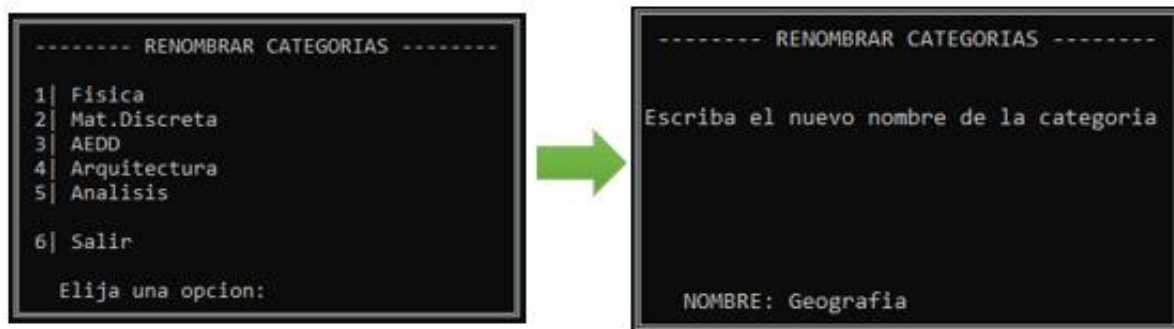 -------- RENOMBRAR CATEGORIAS --------
1| Fisica
2| Mat.Discreta
3| AEDD
4| Arquitectura
5| Analisis
6| Salir
Elija una opcion:
-------- RENOMBRAR CATEGORIAS --------
Escriba el nuevo nombre de la categoria
NOMBRE: Geografia